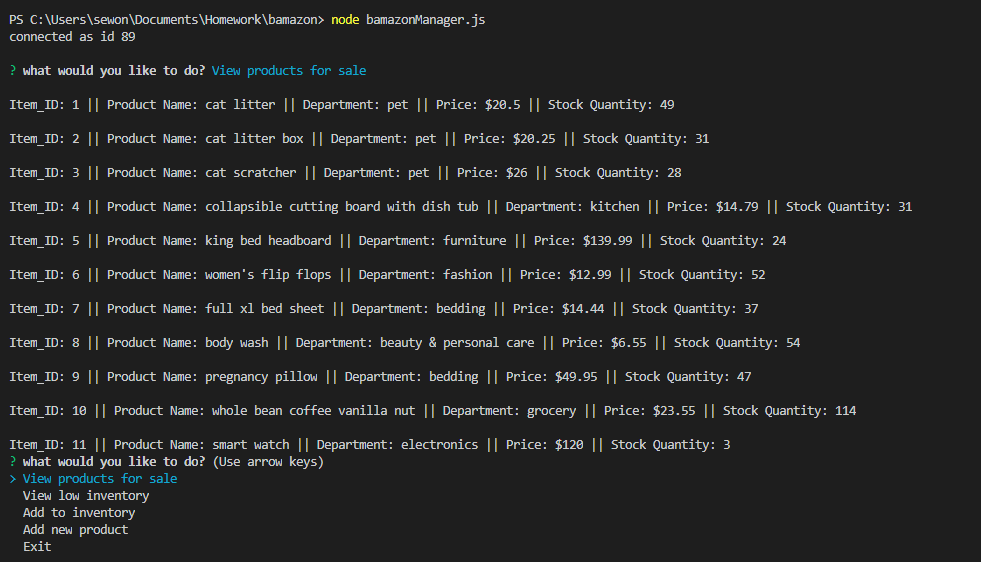 PS C:\Users\sewon\Documents\Homework\bamazon> node bamazonManager.js
connected as id 89
? what would you like to do? View products for sale
Item_ID: 1 || Product Name: cat litter || Department: pet || Price: $20.5 || Stock Quantity: 49
Item_ID: 2 || Product Name: cat litter box || Department: pet || Price: $20.25 || Stock Quantity: 31
Item_ID: 3 || Product Name: cat scratcher || Department: pet || Price: $26 || Stock Quantity: 28
Item_ID: 4 || Product Name: collapsible cutting board with dish tub || Department: kitchen || Price: $14.79 || Stock Quantity: 31
Item_ID: 5 || Product Name: king bed headboard || Department: furniture || Price: $139.99 || Stock Quantity: 24
Item_ID: 6 || Product Name: women's flip flops || Department: fashion || Price: $12.99 || Stock Quantity: 52
Item_ID: 7 || Product Name: full xl bed sheet || Department: bedding || Price: $14.44 || Stock Quantity: 37
Item_ID: 8 || Product Name: body wash || Department: beauty & personal care || Price: $6.55 || Stock Quantity: 54
Item_ID: 9 || Product Name: pregnancy pillow || Department: bedding || Price: $49.95 || Stock Quantity: 47
Item_ID: 10 || Product Name: whole bean coffee vanilla nut || Department: grocery || Price: $23.55 || Stock Quantity: 114
Item_ID: 11 || Product Name: smart watch || Department: electronics || Price: $120 || Stock Quantity: 3
? what would you like to do? (Use arrow keys)
> View products for sale
View low inventory
Add to inventory
Add new product
Exit